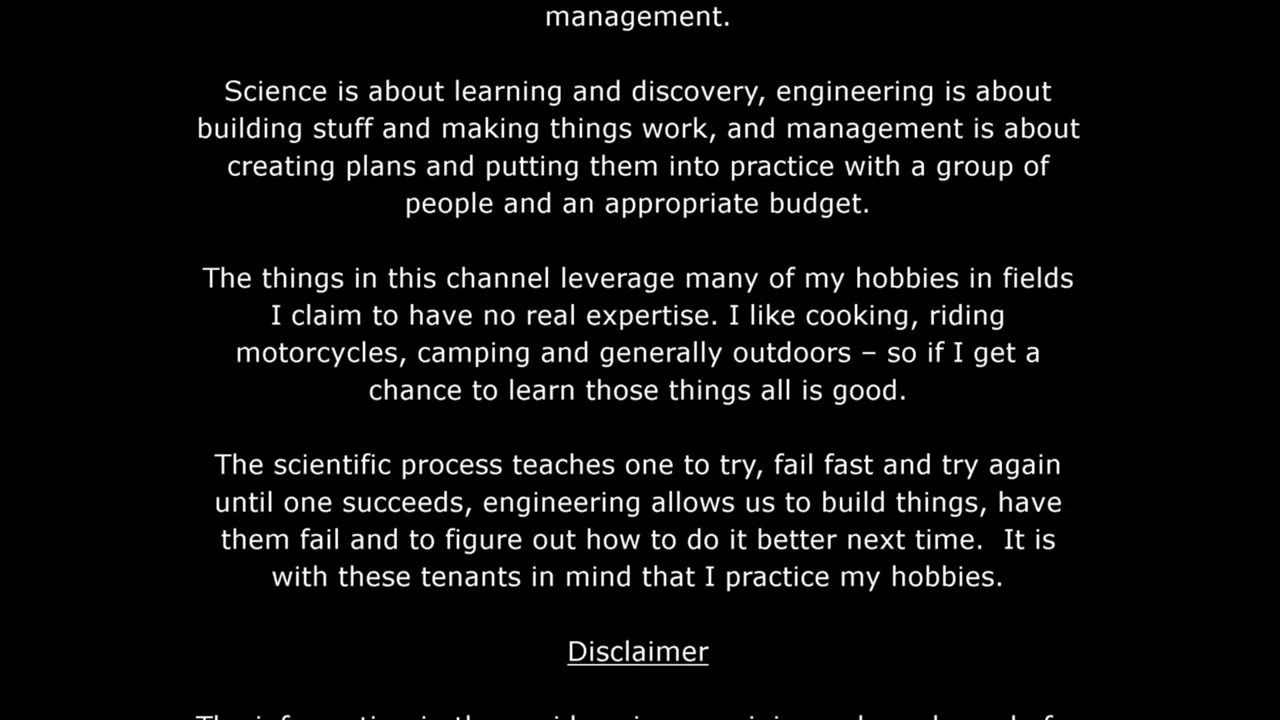 management.
Science is about learning and discovery, engineering is about
building stuff and making things work, and management is about
creating plans and putting them into practice with a group of
people and an appropriate budget.
The things in this channel leverage many of my hobbies in fields
I claim to have no real expertise. I like cooking, riding
motorcycles, camping and generally outdoors – so if I get a
chance to learn those things all is good.
The scientific process teaches one to try, fail fast and try again
until one succeeds, engineering allows us to build things, have
them fail and to figure out how to do it better next time.  It is
with these tenants in mind that I practice my hobbies.
Disclaimer